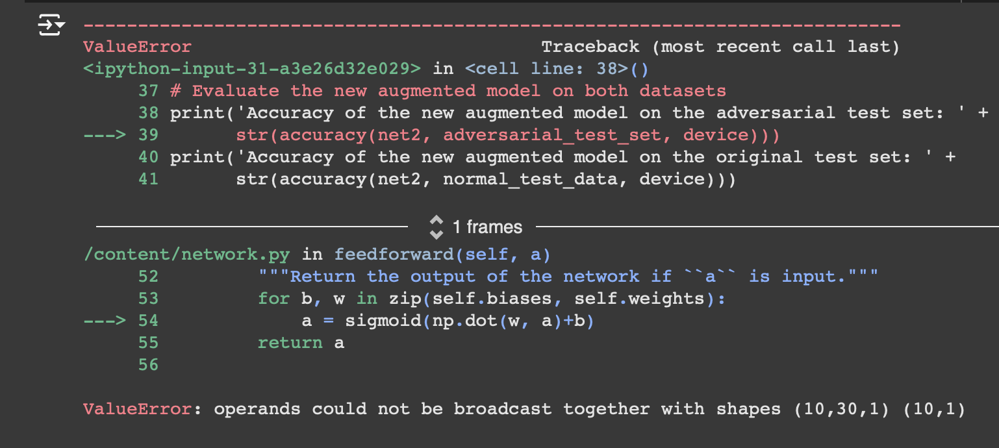 ---------------------------------------------------------------------------
ValueError                                Traceback (most recent call last)
<ipython-input-31-a3e26d32e029> in <cell line: 38>()
     37 # Evaluate the new augmented model on both datasets
     38 print('Accuracy of the new augmented model on the adversarial test set: ' +
---> 39       str(accuracy(net2, adversarial_test_set, device)))
     40 print('Accuracy of the new augmented model on the original test set: ' +
     41       str(accuracy(net2, normal_test_data, device)))
1 frames
/content/network.py in feedforward(self, a)
     52         """Return the output of the network if ``a`` is input."""
     53         for b, w in zip(self.biases, self.weights):
---> 54             a = sigmoid(np.dot(w, a)+b)
     55         return a
     56
ValueError: operands could not be broadcast together with shapes (10,30,1) (10,1)